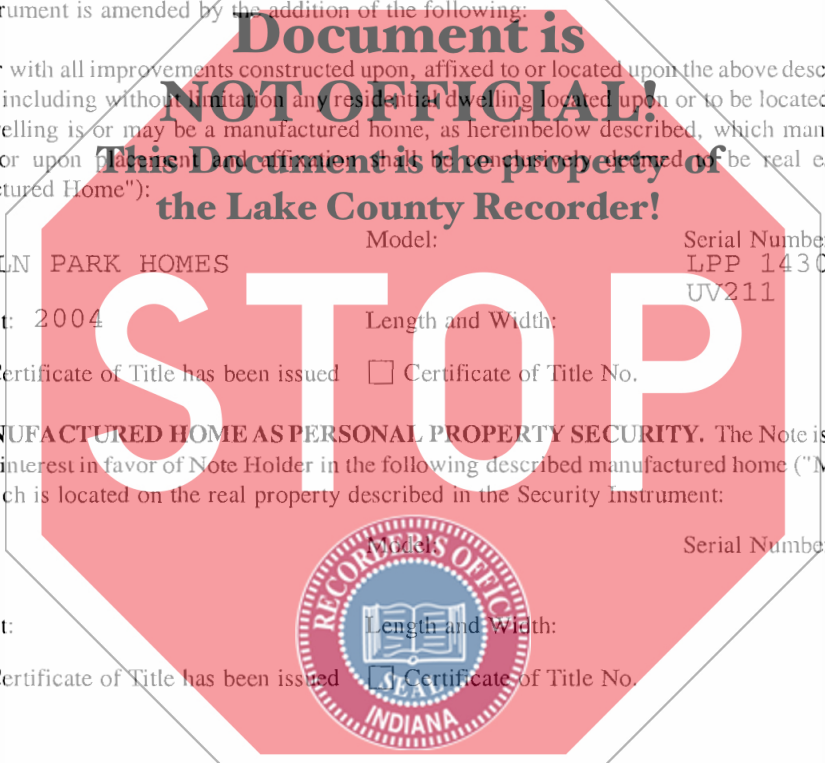 rument is amended by the addition of the following:
Document is
with all improvements constructed upon, affixed to or located upon the above desc
NOT OFFICIAL!
including without limitation any residential dwelling located upon or to be located
elling is or may be a manufactured home, as hereinbelow described, which man
This Document is the property of
or upon placement and affixation shall be conclusively deemed to be real e
tured Home"):
the Lake County Recorder!
Model: Serial Numbe
LN PARK HOMES LPP 1430
UV211
t: 2004 Length and Width:
STOP
ertificate of Title has been issued ☐ Certificate of Title No.
NUFACTURED HOME AS PERSONAL PROPERTY SECURITY. The Note is
interest in favor of Note Holder in the following described manufactured home ("M
ch is located on the real property described in the Security Instrument:
Model: Serial Numbe
RECORDER'S OFFICE
t: Length and Width:
ertificate of Title has been issued ☐ Certificate of Title No.
SEAL
INDIANA